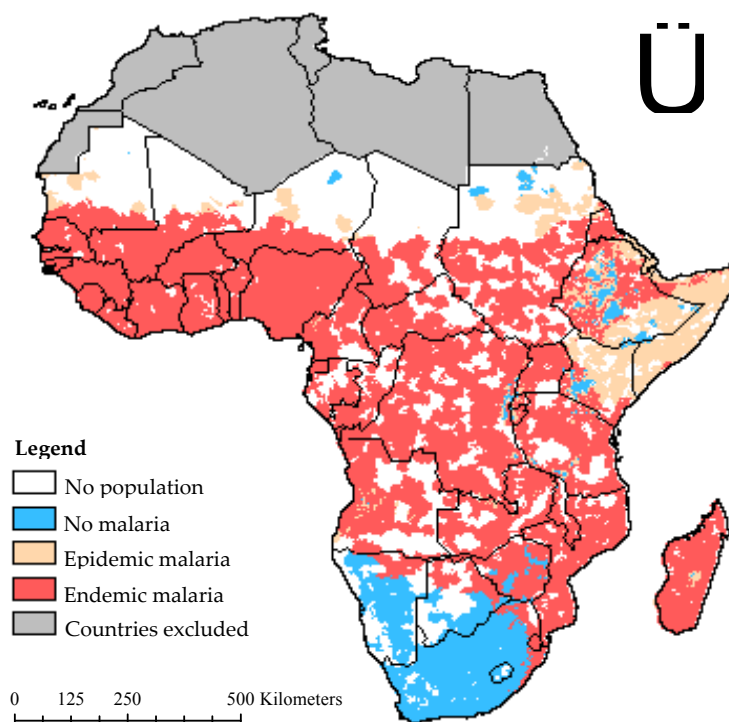 Ü
Legend
No population
No malaria
Epidemic malaria
Endemic malaria
Countries excluded
0 125 250 500 Kilometers